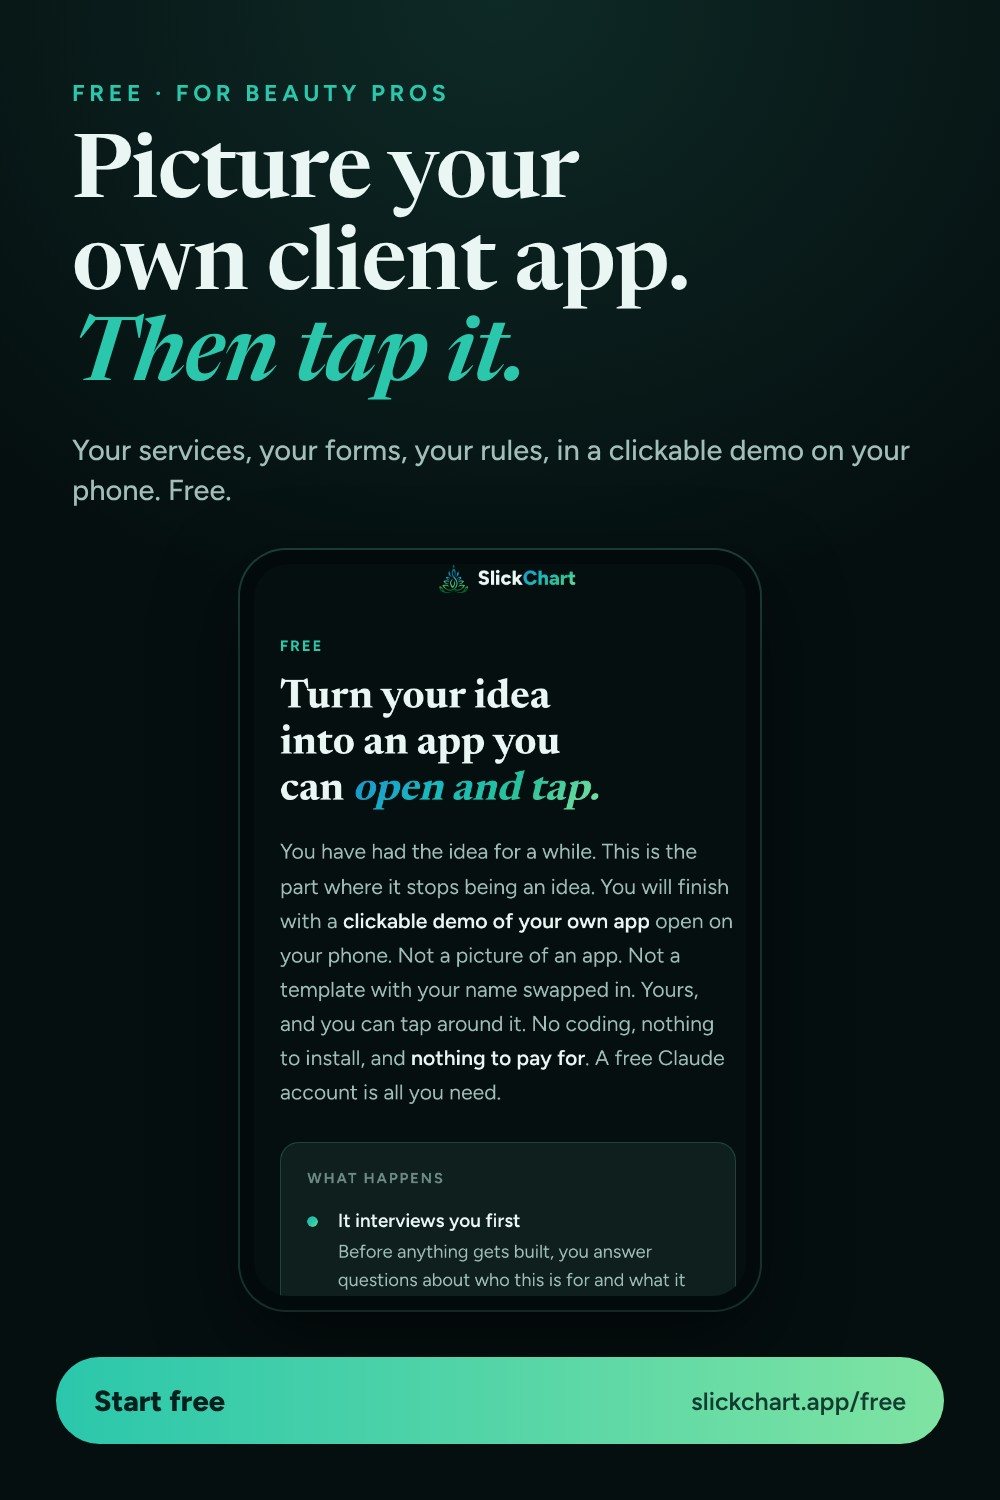 FREE · FOR BEAUTY PROS
Picture your
own client app.
Then tap it.
Your services, your forms, your rules, in a clickable demo on your
phone. Free.
SlickChart
FREE
Turn your idea
into an app you
can open and tap.
You have had the idea for a while. This is the
part where it stops being an idea. You will finish
with a clickable demo of your own app open on
your phone. Not a picture of an app. Not a
template with your name swapped in. Yours,
and you can tap around it. No coding, nothing
to install, and nothing to pay for. A free Claude
account is all you need.
WHAT HAPPENS
It interviews you first
Before anything gets built, you answer
questions about who this is for and what it
Start free
slickchart.app/free